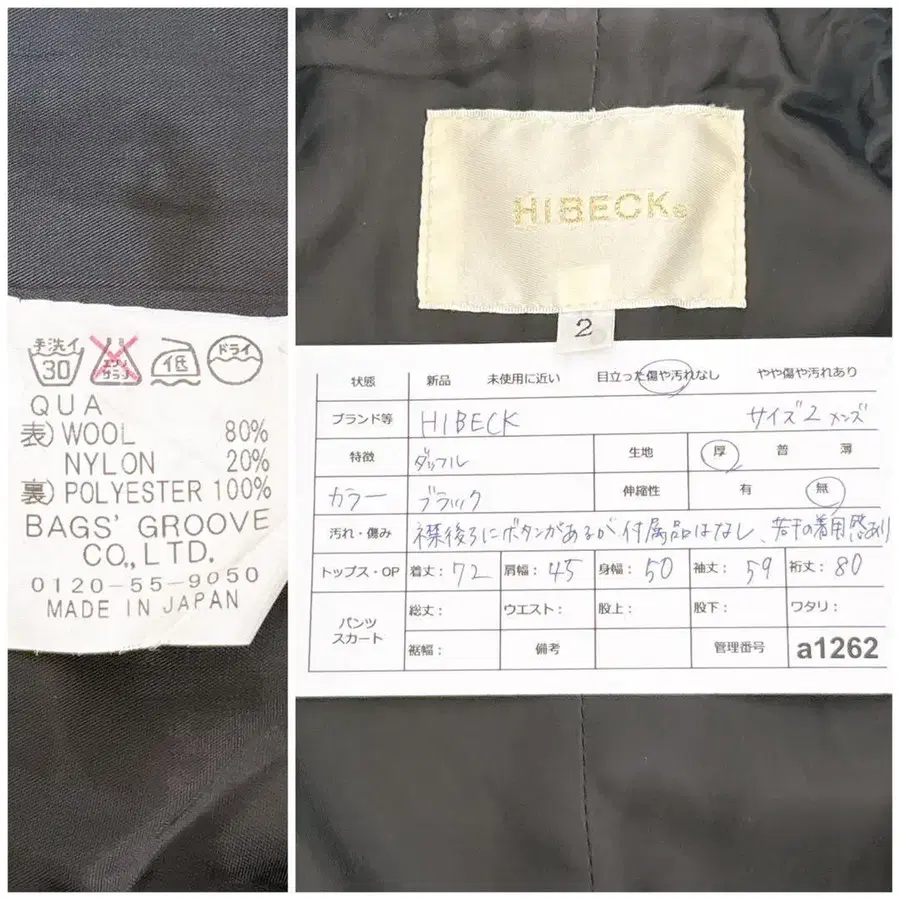 手洗イ 30 エンソサラシ 低 ドライ
QUA
表) WOOL 80%
NYLON 20%
裏) POLYESTER 100%
BAGS' GROOVE
CO.,LTD.
0120-55-9050
MADE IN JAPAN
HIBECKs
2
状態 新品 未使用に近い 目立った傷や汚れなし やや傷や汚れあり
ブランド等 HIBECK サイズ2 メンズ
特徴 ダッフル 生地 厚 普 薄
カラー ブラック 伸縮性 有 無
汚れ・傷み 襟後ろにボタンがあるが、付属品はなし、若干の着用感あり
トップス・OP 着丈:72 肩幅:45 身幅:50 袖丈:59 裄丈:80
パンツ スカート 総丈: ウエスト: 股上: 股下: ワタリ:
裾幅: 備考 管理番号 a1262